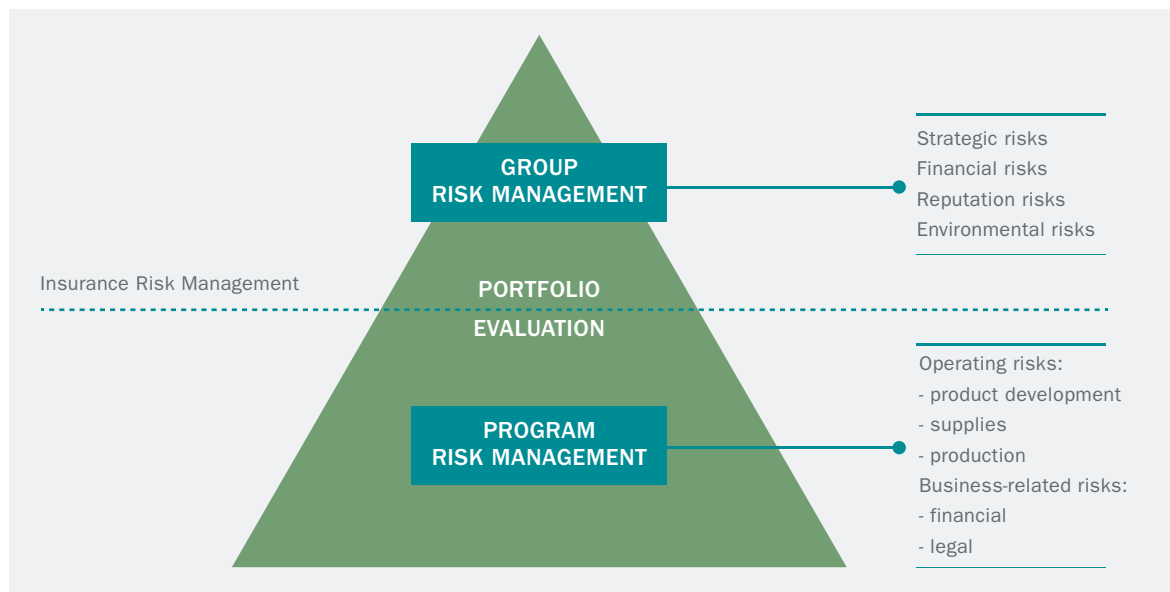 GROUP
RISK MANAGEMENT
Strategic risks
Financial risks
Reputation risks
Environmental risks
Insurance Risk Management
PORTFOLIO
EVALUATION
PROGRAM
RISK MANAGEMENT
Operating risks:
- product development
- supplies
- production
Business-related risks:
- financial
- legal